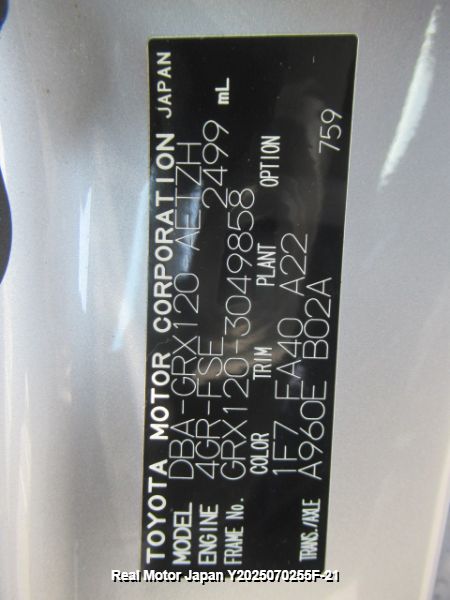 TOYOTA MOTOR CORPORATION JAPAN
MODEL DBA-GRX120-AETZH
ENGINE 4GR-FSE 2499 mL
FRAME No. GRX120-3049858
COLOR TRIM PLANT OPTION
1F7 FA40 A22
TRANS./AXLE A960E B02A
759
Real Motor Japan Y2025070255F-21